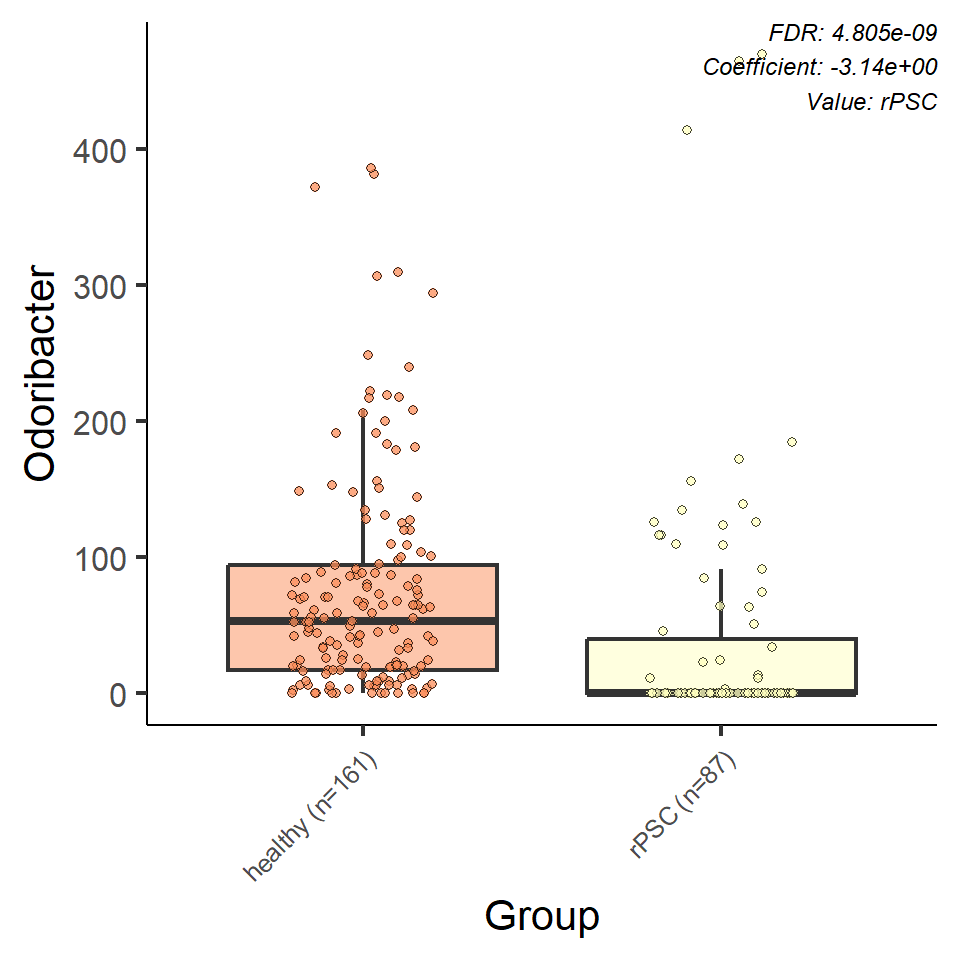 FDR: 4.805e-09
Coefficient: -3.14e+00
Value: rPSC
Odoribacter
400
300
200
100
0
healthy (n=161)
rPSC (n=87)
Group